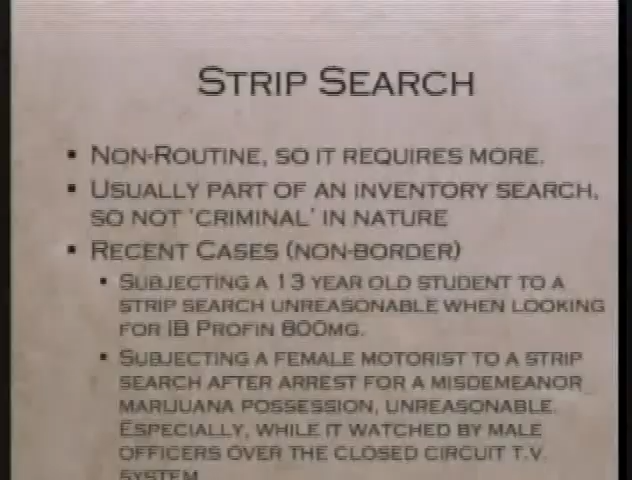 STRIP SEARCH
▪ NON-ROUTINE, SO IT REQUIRES MORE.
▪ USUALLY PART OF AN INVENTORY SEARCH,
SO NOT 'CRIMINAL' IN NATURE
▪ RECENT CASES (NON-BORDER)
▪ SUBJECTING A 13 YEAR OLD STUDENT TO A
STRIP SEARCH UNREASONABLE WHEN LOOKING
FOR IB PROFIN 800MG.
▪ SUBJECTING A FEMALE MOTORIST TO A STRIP
SEARCH AFTER ARREST FOR A MISDEMEANOR
MARIJUANA POSSESSION, UNREASONABLE.
ESPECIALLY, WHILE IT WATCHED BY MALE
OFFICERS OVER THE CLOSED CIRCUIT T.V.
SYSTEM